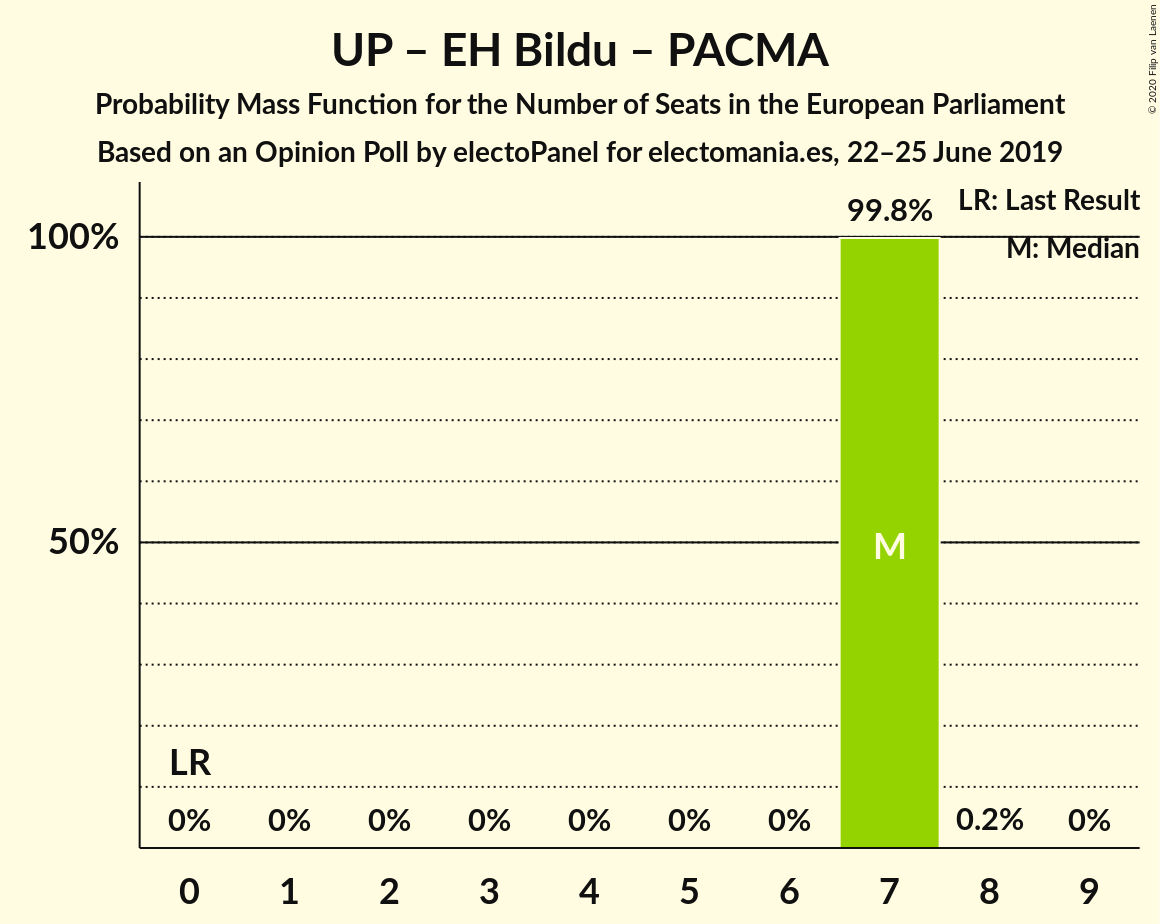 UP – EH Bildu – PACMA
Probability Mass Function for the Number of Seats in the European Parliament
Based on an Opinion Poll by electoPanel for electomania.es, 22–25 June 2019
© 2020 Filip van Laenen
LR: Last Result
M: Median
99.8%
100%
50%
M
LR
0% 0% 0% 0% 0% 0% 0% 0.2% 0%
0 1 2 3 4 5 6 7 8 9